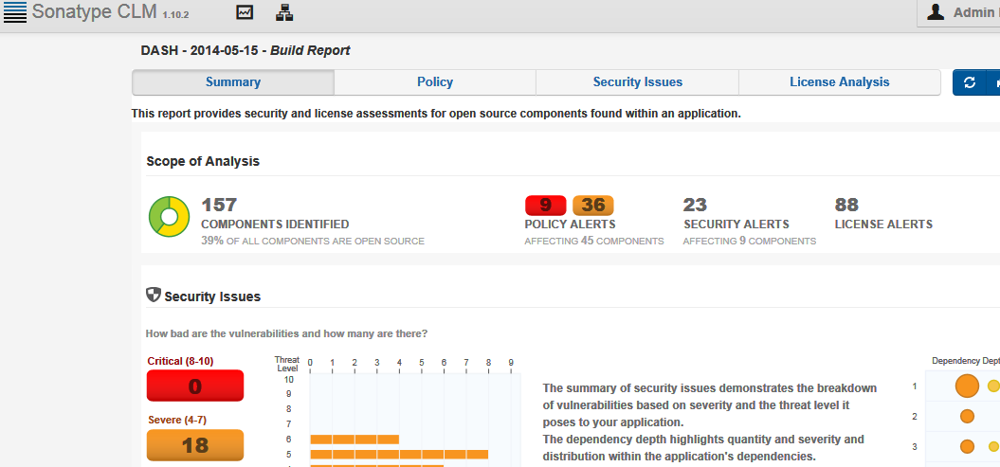 Sonatype CLM 1.10.2
Admin
DASH - 2014-05-15 - Build Report
Summary Policy Security Issues License Analysis
This report provides security and license assessments for open source components found within an application.
Scope of Analysis
157 9 36 23 88
COMPONENTS IDENTIFIED POLICY ALERTS SECURITY ALERTS LICENSE ALERTS
39% OF ALL COMPONENTS ARE OPEN SOURCE AFFECTING 45 COMPONENTS AFFECTING 9 COMPONENTS
Security Issues
How bad are the vulnerabilities and how many are there?
Critical (8-10)
0
Severe (4-7)
18
Threat
Level
0 1 2 3 4 5 6 7 8 9
10
9
8
7
6
5
The summary of security issues demonstrates the breakdown
of vulnerabilities based on severity and the threat level it
poses to your application.
The dependency depth highlights quantity and severity and
distribution within the application's dependencies.
Dependency Dept
1
2
3